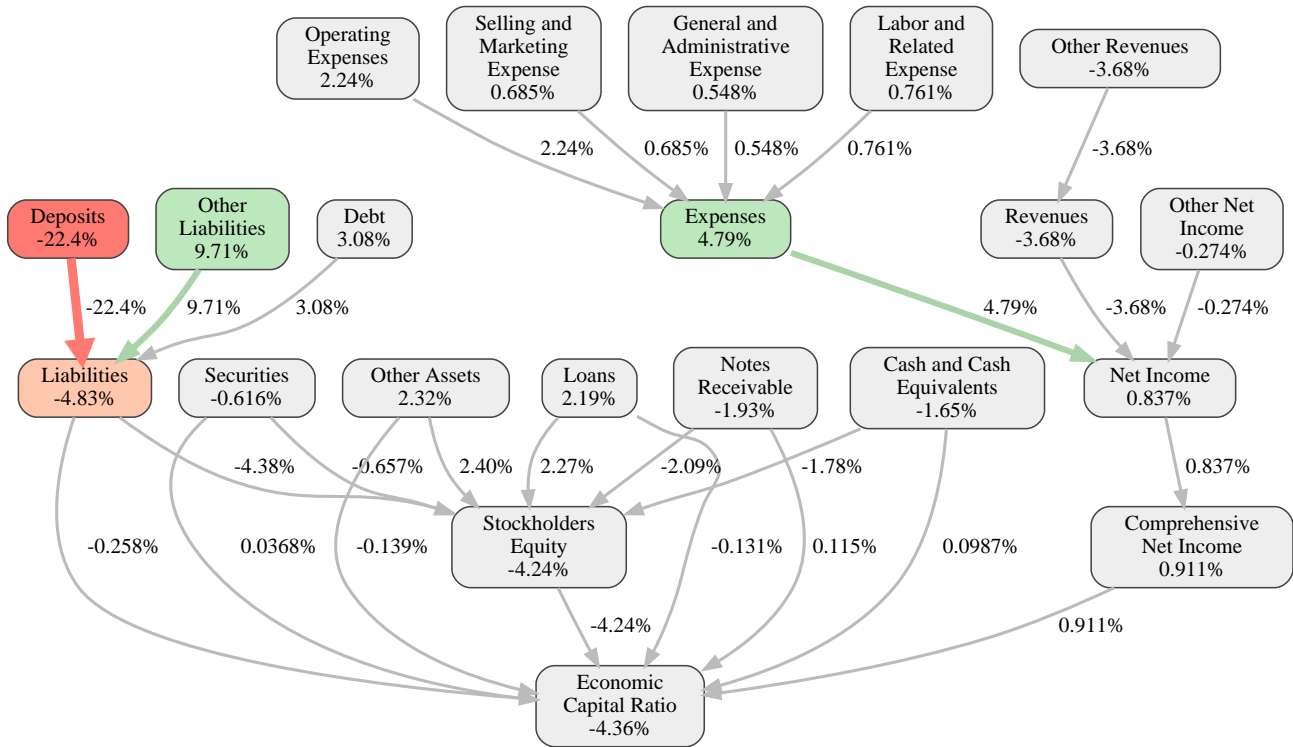 Operating
Expenses
2.24%
Selling and
Marketing
Expense
0.685%
General and
Administrative
Expense
0.548%
Labor and
Related
Expense
0.761%
Other Revenues
-3.68%
2.24%
0.685%
0.548%
0.761%
-3.68%
Deposits
-22.4%
Other
Liabilities
9.71%
Debt
3.08%
Expenses
4.79%
Revenues
-3.68%
Other Net
Income
-0.274%
-22.4%
9.71%
3.08%
4.79%
-3.68%
-0.274%
Liabilities
-4.83%
Securities
-0.616%
Other Assets
2.32%
Loans
2.19%
Notes
Receivable
-1.93%
Cash and Cash
Equivalents
-1.65%
Net Income
0.837%
-4.38%
-0.657%
2.40%
2.27%
-2.09%
-1.78%
0.837%
Stockholders
Equity
-4.24%
Comprehensive
Net Income
0.911%
-0.258%
0.0368%
-0.139%
-0.131%
0.115%
0.0987%
-4.24%
0.911%
Economic
Capital Ratio
-4.36%